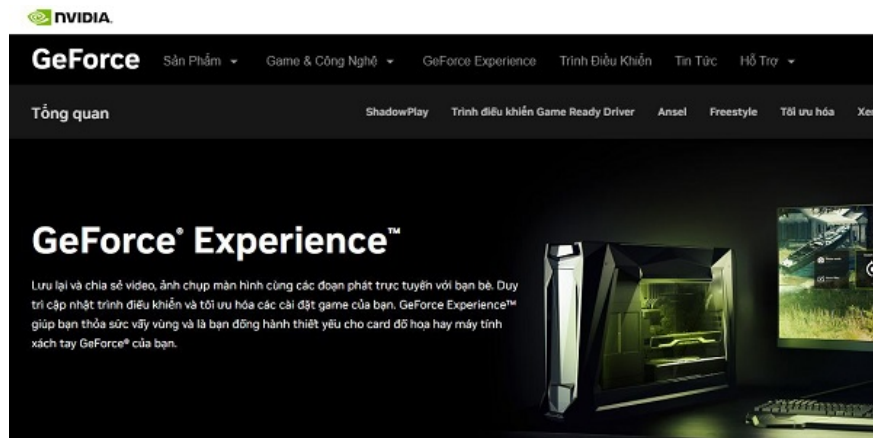 NVIDIA.
GeForce Sản Phẩm Game & Công Nghệ GeForce Experience Trình Điều Khiển Tin Tức Hỗ Trợ
Tổng quan ShadowPlay Trình điều khiển Game Ready Driver Ansel Freestyle Tối ưu hóa
GeForce® Experience™
Lưu lại và chia sẻ video, ảnh chụp màn hình cùng các đoạn phát trực tuyến với bạn bè. Duy
trì cập nhật trình điều khiển và tối ưu hóa các cài đặt game của bạn. GeForce Experience™
giúp bạn thỏa sức vẫy vùng và là bạn đồng hành thiết yếu cho card đồ họa hay máy tính
xách tay GeForce® của bạn.